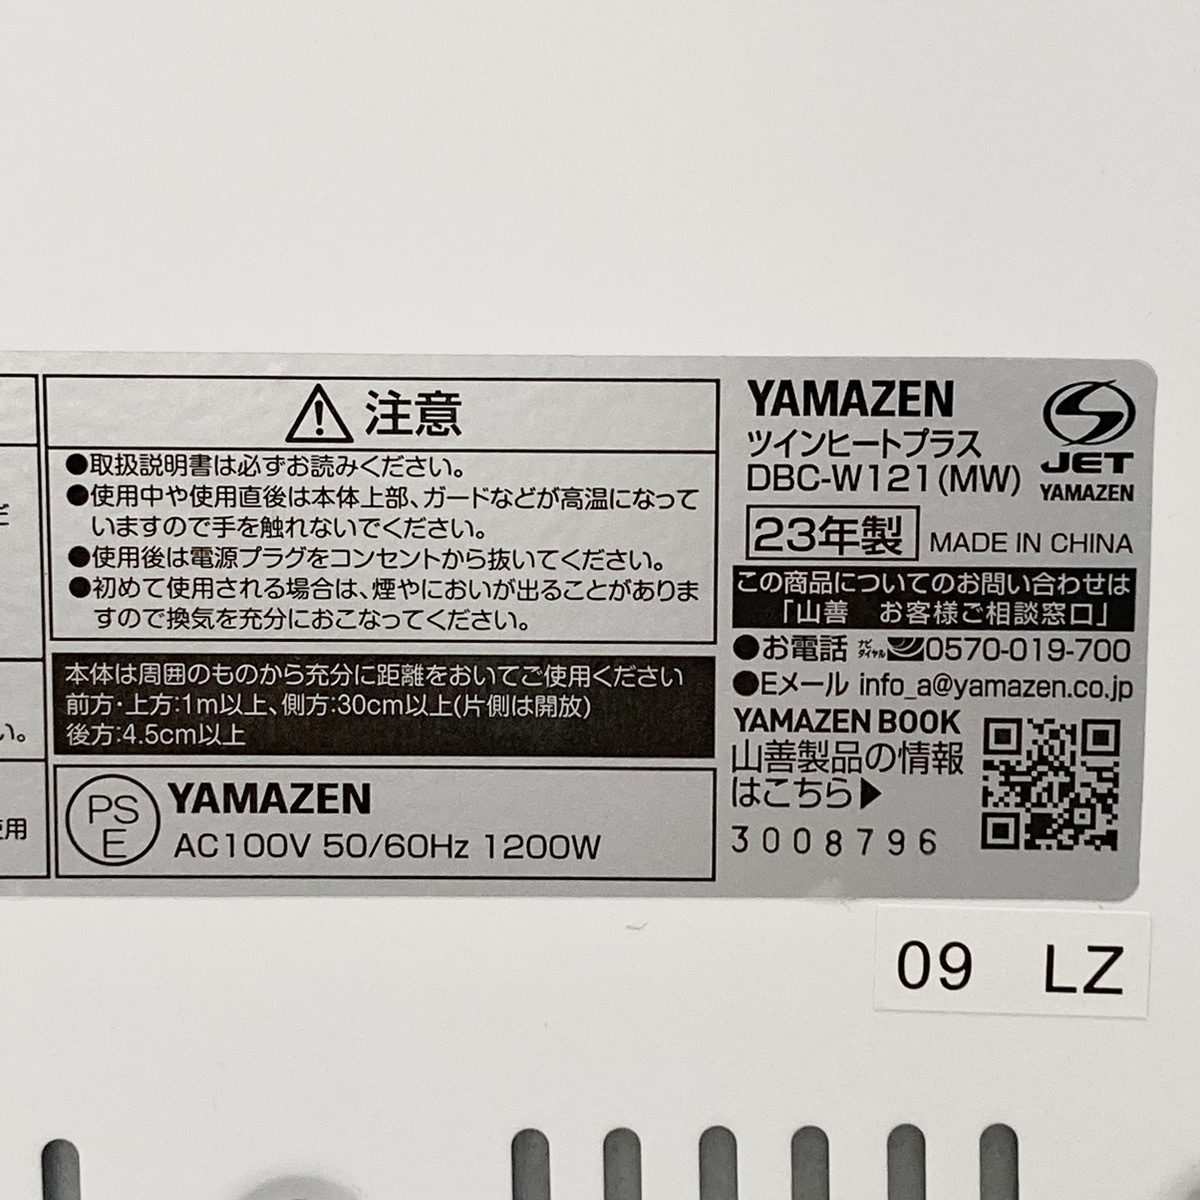 だ
い。
使用
注意
●取扱説明書は必ずお読みください。
●使用中や使用直後は本体上部、ガードなどが高温になって
いますので手を触れないでください。
●使用後は電源プラグをコンセントから抜いてください。
●初めて使用される場合は、煙やにおいが出ることがありま
すので換気を充分におこなってください。
本体は周囲のものから充分に距離をおいてご使用ください
前方・上方:1m以上、側方:30cm以上(片側は開放)
後方:4.5cm以上
PS
E
YAMAZEN
AC100V 50/60Hz 1200W
YAMAZEN
ツインヒートプラス
DBC-W121(MW)
S
JET
YAMAZEN
23年製 MADE IN CHINA
この商品についてのお問い合わせは
「山善 お客様ご相談窓口」
●お電話 ナビダイヤル 0570-019-700
●Eメール info_a@yamazen.co.jp
YAMAZEN BOOK
山善製品の情報
はこちら▶
3008796
09 LZ